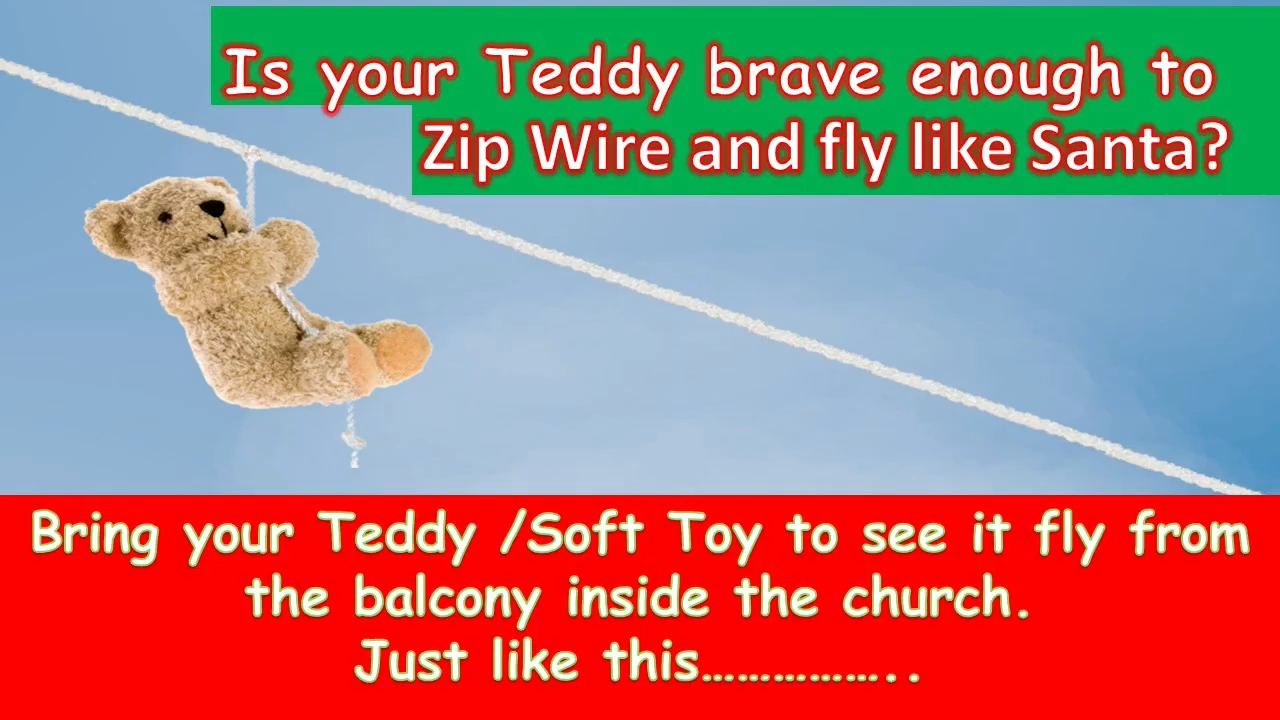 Is your Teddy brave enough to
Zip Wire and fly like Santa?
Bring your Teddy /Soft Toy to see it fly from
the balcony inside the church.
Just like this……………..